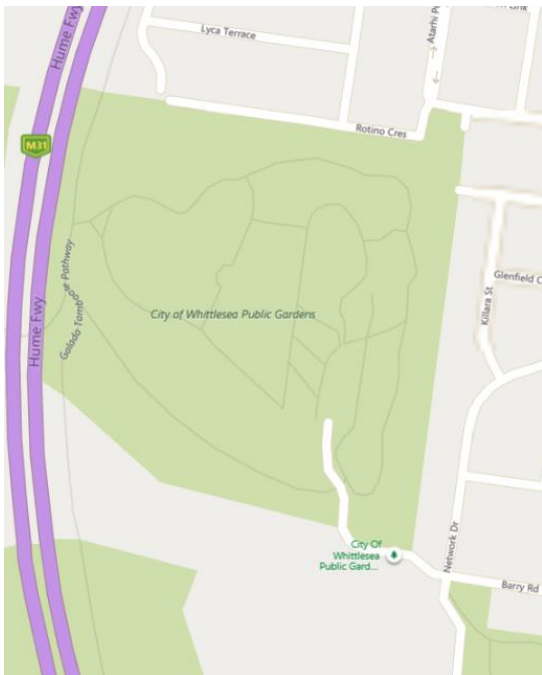 Hume Fwy
Lyca Terrace
Atarhi
Rotino Cres
M31
Galada Tamboore Pathway
Hume Fwy
City of Whittlesea Public Gardens
Glenfield
Killara St
City Of
Whittlesea
Public Gard...
Network Dr
Barry Rd